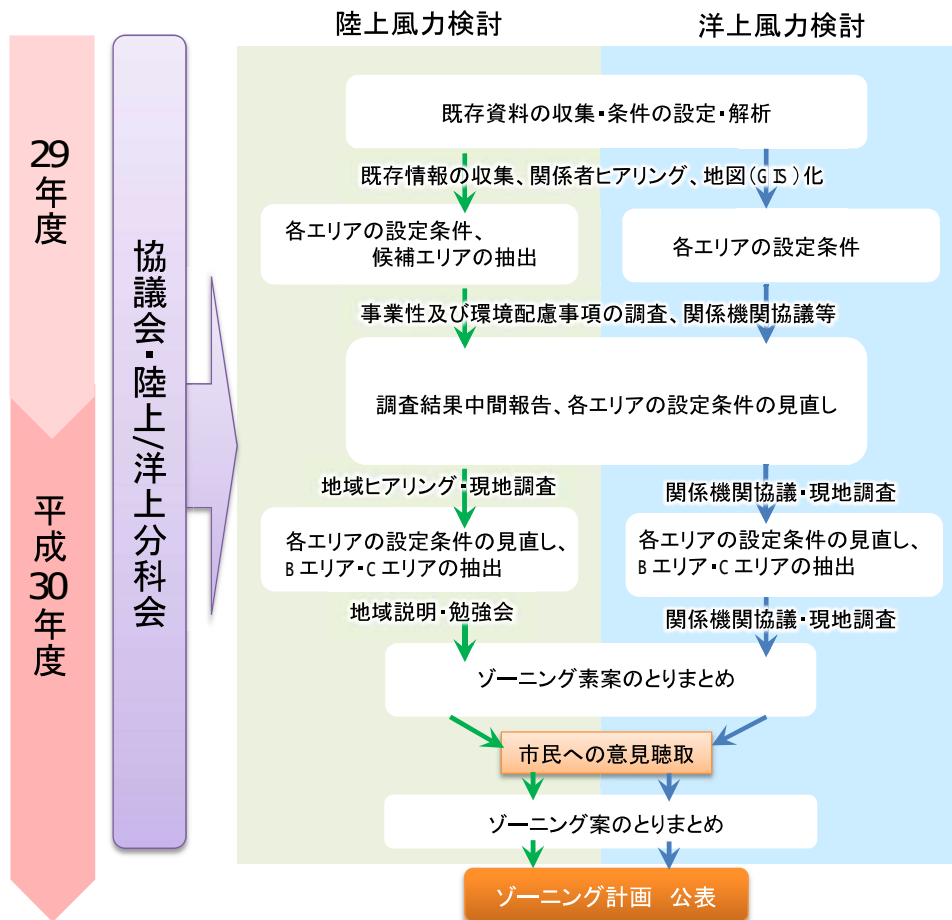 陸上風力検討
洋上風力検討
29年度
平成30年度
協議会・陸上/洋上分科会
既存資料の収集・条件の設定・解析
既存情報の収集、関係者ヒアリング、地図(GIS)化
各エリアの設定条件、
候補エリアの抽出
各エリアの設定条件
事業性及び環境配慮事項の調査、関係機関協議等
調査結果中間報告、各エリアの設定条件の見直し
地域ヒアリング・現地調査
関係機関協議・現地調査
各エリアの設定条件の見直し、
Bエリア・Cエリアの抽出
各エリアの設定条件の見直し、
Bエリア・Cエリアの抽出
地域説明・勉強会
関係機関協議・現地調査
ゾーニング素案のとりまとめ
市民への意見聴取
ゾーニング案のとりまとめ
ゾーニング計画 公表